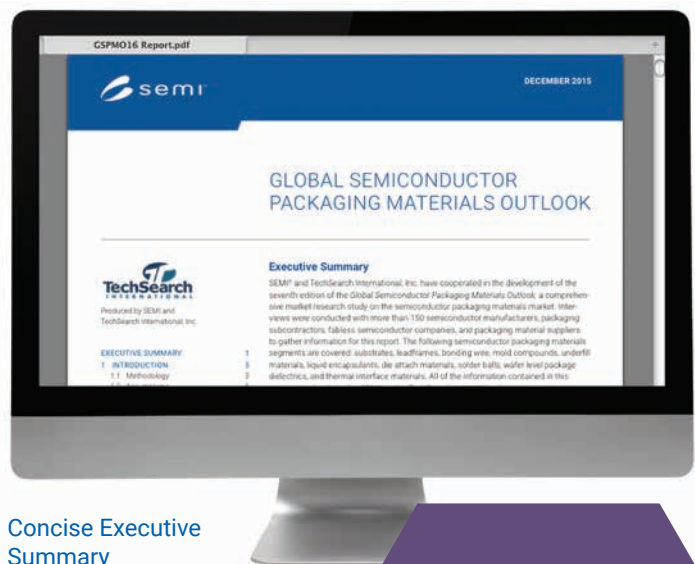 GSPMO16 Report.pdf
semi
DECEMBER 2015
GLOBAL SEMICONDUCTOR
PACKAGING MATERIALS OUTLOOK
TechSearch
INTERNATIONAL
Produced by SEMI and
TechSearch International, Inc.
EXECUTIVE SUMMARY 1
1 INTRODUCTION 3
1.1 Methodology 3
Executive Summary
SEMI® and TechSearch International, Inc. have cooperated in the development of the
seventh edition of the Global Semiconductor Packaging Materials Outlook, a comprehen-
sive market research study on the semiconductor packaging materials market. Inter-
views were conducted with more than 150 semiconductor manufacturers, packaging
subcontractors, fabless semiconductor companies, and packaging material suppliers
to gather information for this report. The following semiconductor packaging materials
segments are covered: substrates, leadframes, bonding wire, mold compounds, underfill
materials, liquid encapsulants, die attach materials, solder balls, wafer level package
dielectrics, and thermal interface materials. All of the information contained in this
Concise Executive
Summary